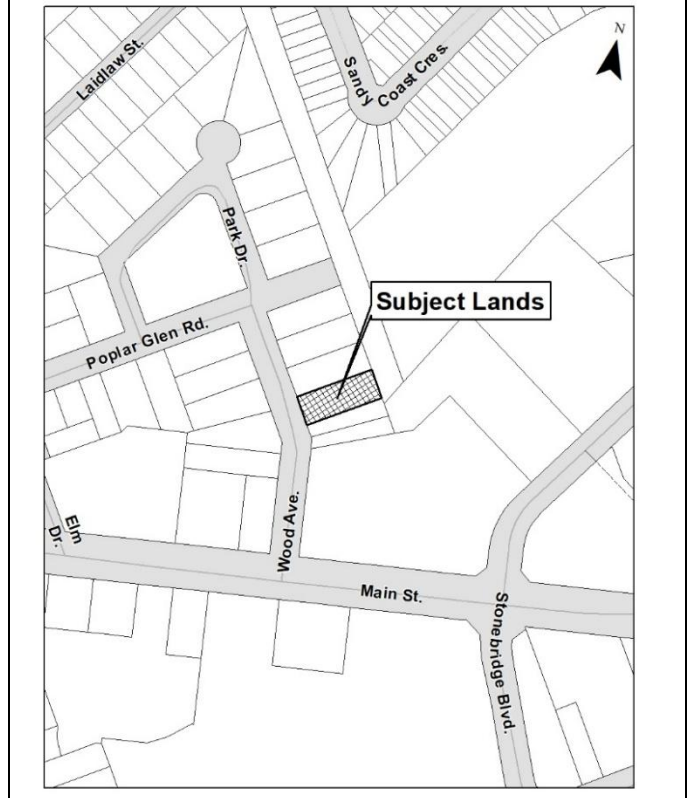 N
Laidlaw St.
Sandy
Coast Cres.
Park Dr.
Subject Lands
Poplar Glen Rd.
Elm
Dr.
Wood Ave.
Main St.
Stonebridge Blvd.